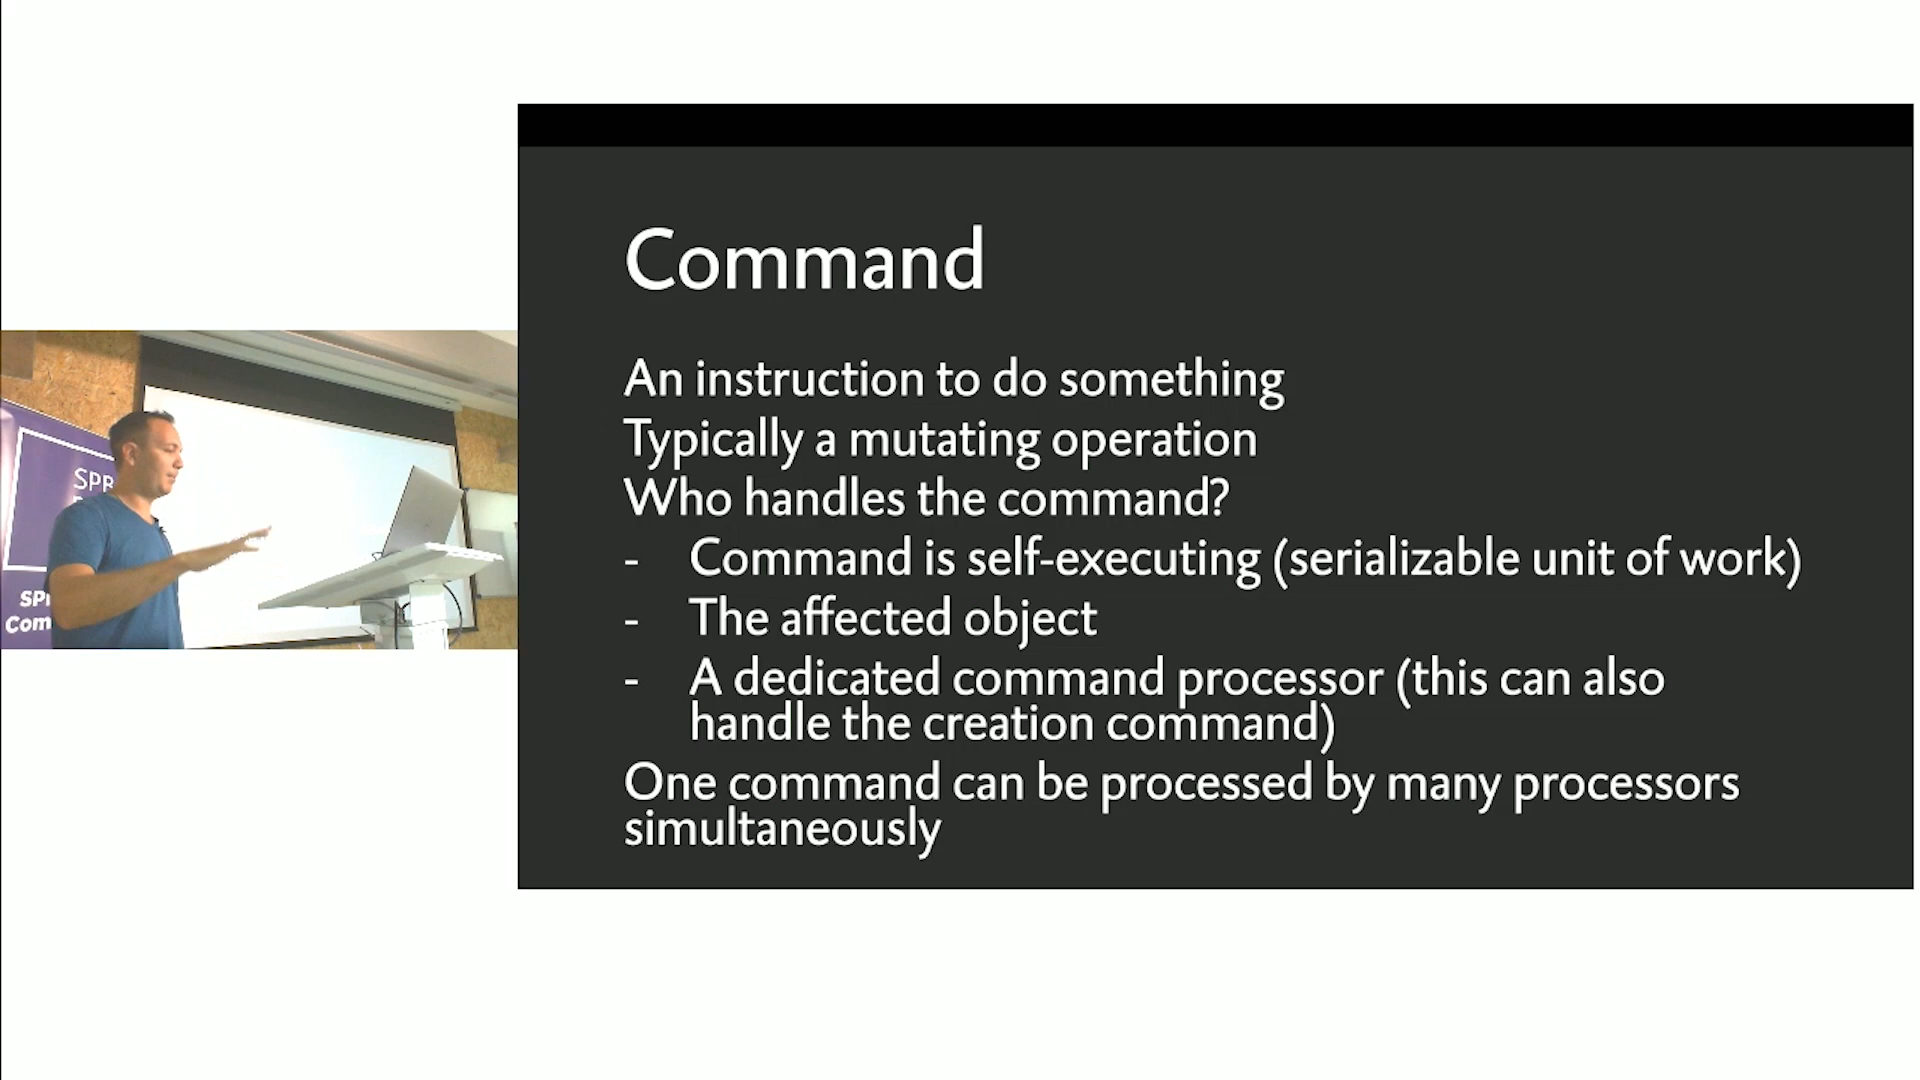 Command
An instruction to do something
Typically a mutating operation
Who handles the command?
- Command is self-executing (serializable unit of work)
- The affected object
- A dedicated command processor (this can also
handle the creation command)
One command can be processed by many processors
simultaneously